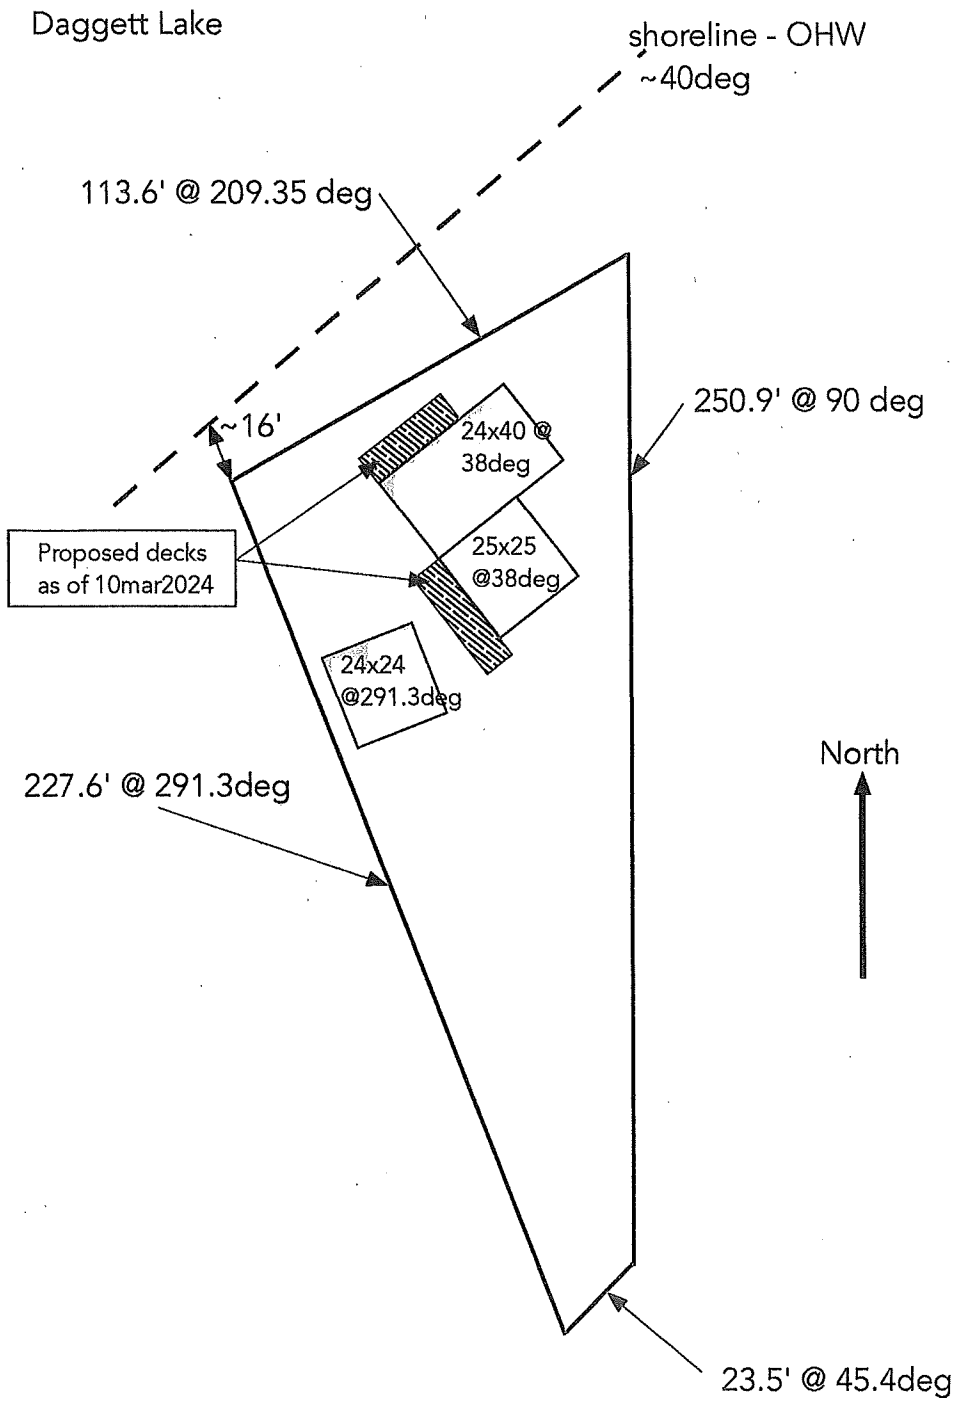 Daggett Lake
shoreline - OHW
~40deg
113.6' @ 209.35 deg
250.9' @ 90 deg
~16'
24x40 @
38deg
Proposed decks
as of 10mar2024
25x25
@38deg
24x24
@291.3deg
North
227.6' @ 291.3deg
23.5' @ 45.4deg